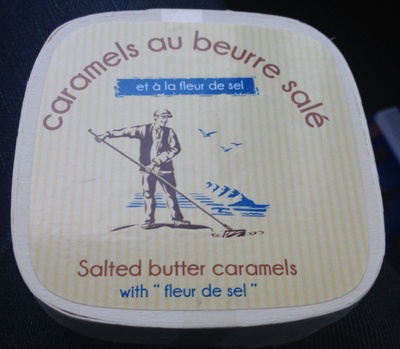 caramels au beurre salé
et à la fleur de sel
Salted butter caramels
with " fleur de sel "